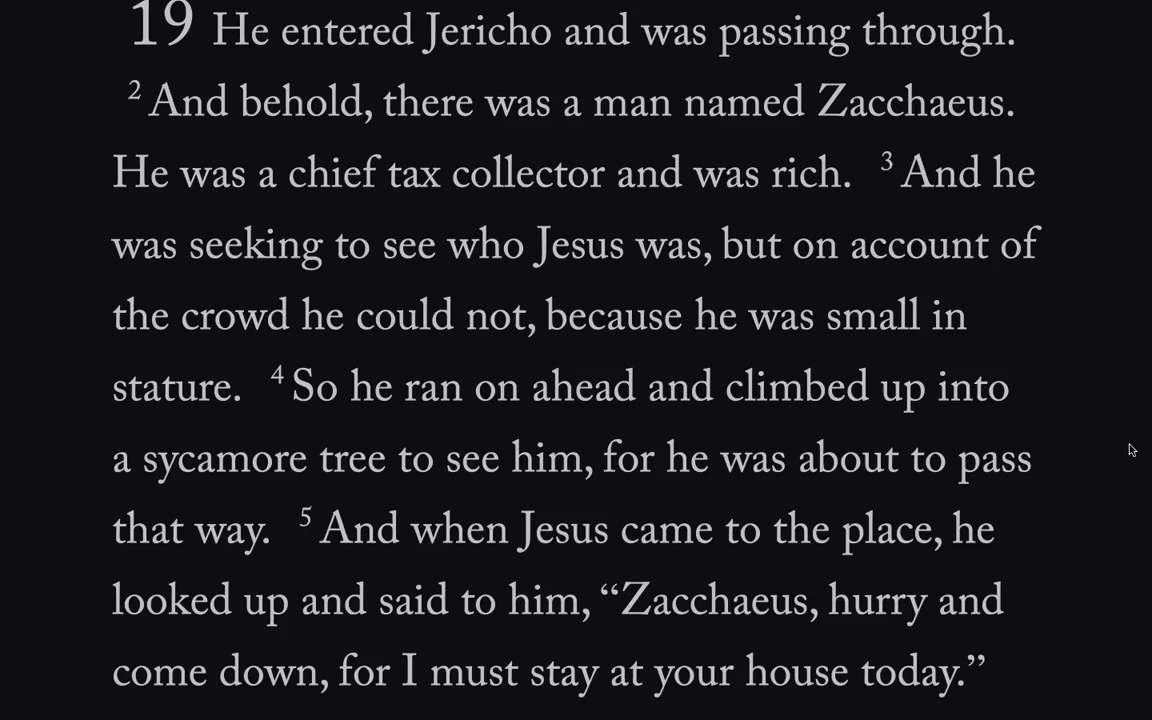 19 He entered Jericho and was passing through.
2 And behold, there was a man named Zacchaeus.
He was a chief tax collector and was rich. 3 And he
was seeking to see who Jesus was, but on account of
the crowd he could not, because he was small in
stature. 4 So he ran on ahead and climbed up into
a sycamore tree to see him, for he was about to pass
that way. 5 And when Jesus came to the place, he
looked up and said to him, “Zacchaeus, hurry and
come down, for I must stay at your house today.”